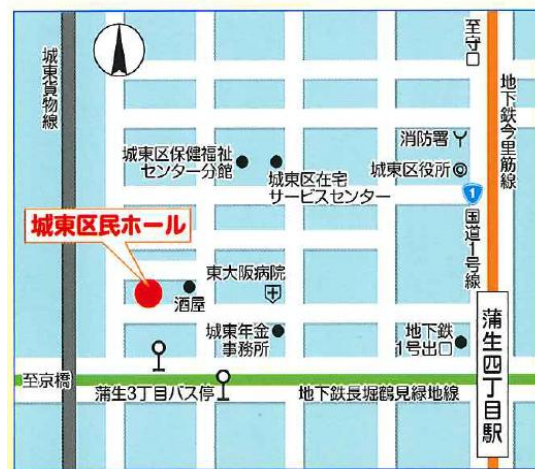 至守口
城東貨物線
地下鉄今里筋線
消防署
城東区保健福祉
センター分館
城東区役所
城東区在宅
サービスセンター
1
国道1号線
城東区民ホール
東大阪病院
酒屋
城東年金
事務所
地下鉄
1号出口
蒲生四丁目駅
至京橋
蒲生3丁目バス停
地下鉄長堀鶴見緑地線